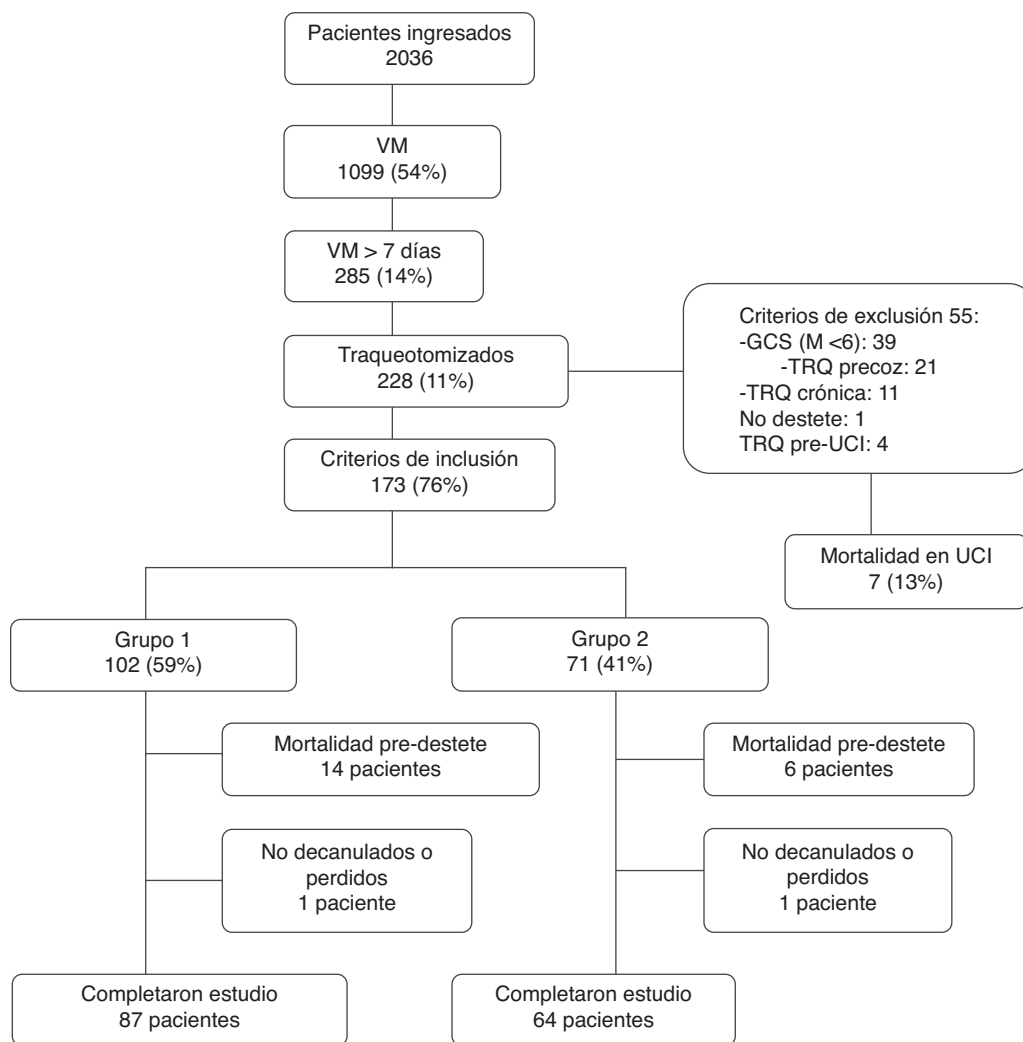 Pacientes ingresados
2036
VM
1099 (54%)
VM > 7 días
285 (14%)
Traqueotomizados
228 (11%)
Criterios de exclusión 55:
-GCS (M <6): 39
-TRQ precoz: 21
-TRQ crónica: 11
No destete: 1
TRQ pre-UCI: 4
Criterios de inclusión
173 (76%)
Mortalidad en UCI
7 (13%)
Grupo 1
102 (59%)
Grupo 2
71 (41%)
Mortalidad pre-destete
14 pacientes
Mortalidad pre-destete
6 pacientes
No decanulados o
perdidos
1 paciente
No decanulados o
perdidos
1 paciente
Completaron estudio
87 pacientes
Completaron estudio
64 pacientes